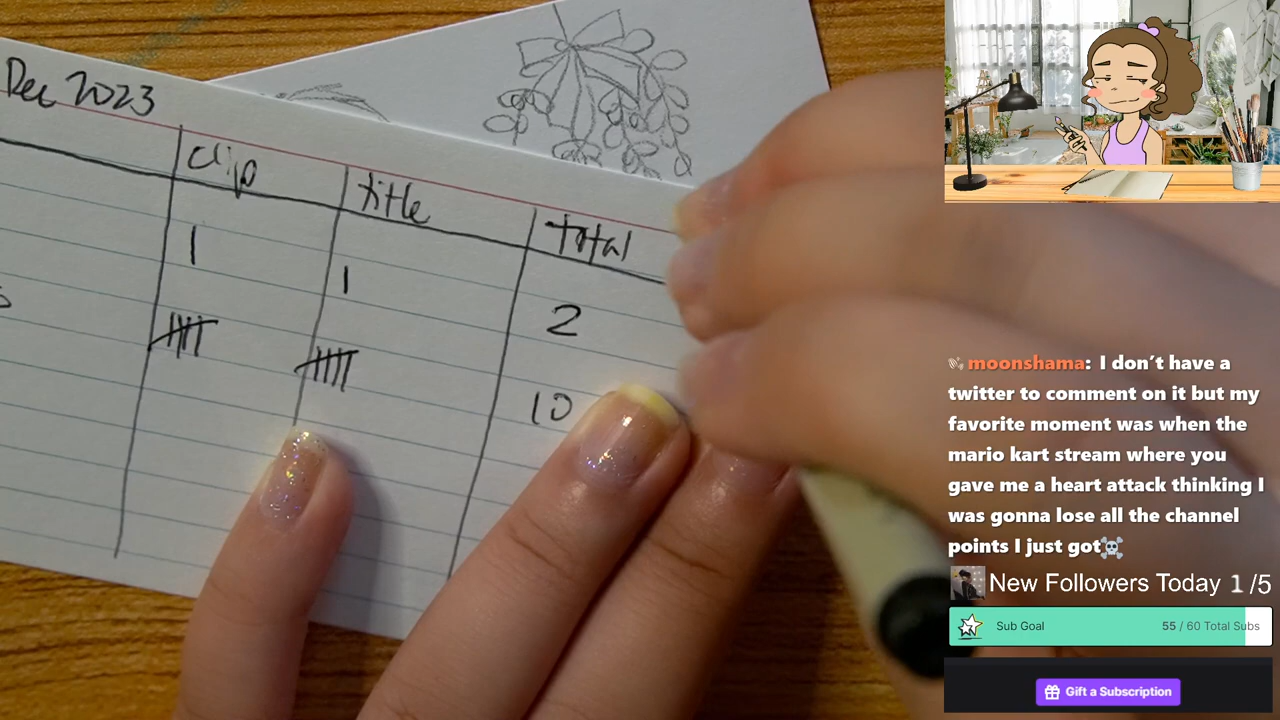 Dec 2023
clip
title
total
1
1
2
10
moonshama: I don't have a
twitter to comment on it but my
favorite moment was when the
mario kart stream where you
gave me a heart attack thinking I
was gonna lose all the channel
points I just got☠️
New Followers Today 1 /5
Sub Goal 55 / 60 Total Subs
Gift a Subscription